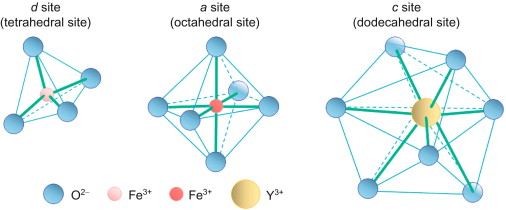 d site
(tetrahedral site)
a site
(octahedral site)
c site
(dodecahedral site)
O²⁻
Fe³⁺
Fe³⁺
Y³⁺